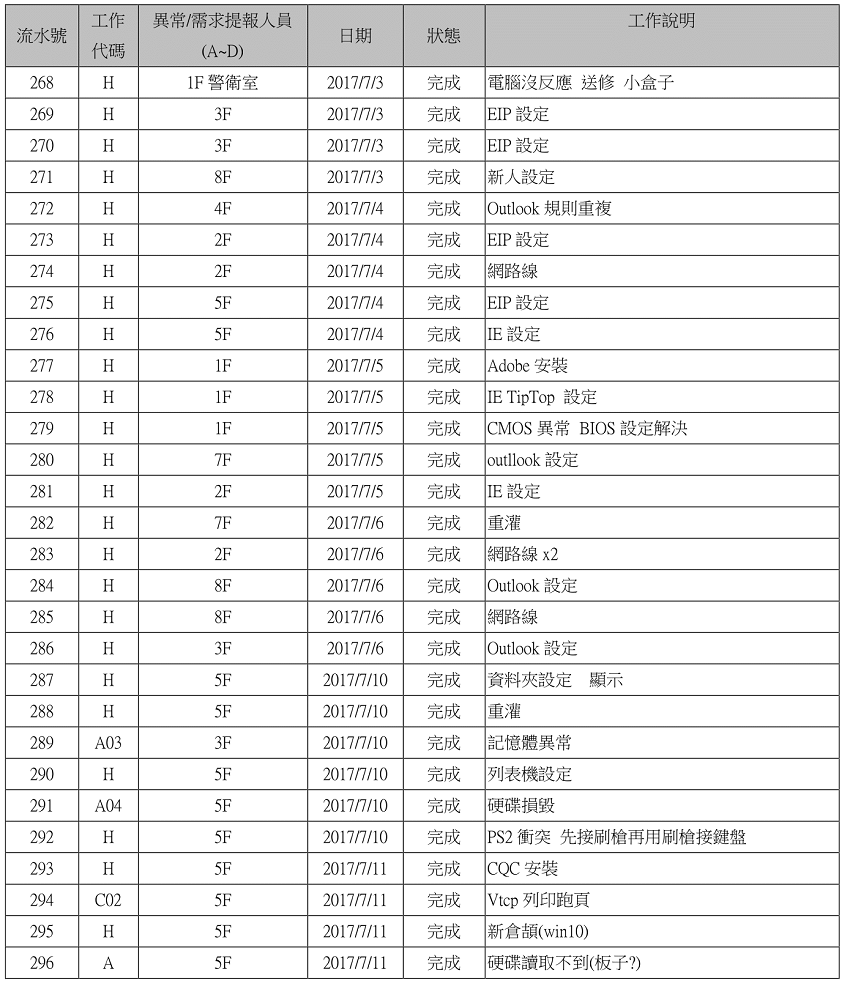 流水號 工作代碼 異常/需求提報人員(A~D) 日期 狀態 工作說明
268 H 1F 警衛室 2017/7/3 完成 電腦沒反應 送修 小盒子
269 H 3F 2017/7/3 完成 EIP 設定
270 H 3F 2017/7/3 完成 EIP 設定
271 H 8F 2017/7/3 完成 新人設定
272 H 4F 2017/7/4 完成 Outlook 規則重複
273 H 2F 2017/7/4 完成 EIP 設定
274 H 2F 2017/7/4 完成 網路線
275 H 5F 2017/7/4 完成 EIP 設定
276 H 5F 2017/7/4 完成 IE 設定
277 H 1F 2017/7/5 完成 Adobe 安裝
278 H 1F 2017/7/5 完成 IE TipTop 設定
279 H 1F 2017/7/5 完成 CMOS 異常 BIOS 設定解決
280 H 7F 2017/7/5 完成 outllook 設定
281 H 2F 2017/7/5 完成 IE 設定
282 H 7F 2017/7/6 完成 重灌
283 H 2F 2017/7/6 完成 網路線 x2
284 H 8F 2017/7/6 完成 Outlook 設定
285 H 8F 2017/7/6 完成 網路線
286 H 3F 2017/7/6 完成 Outlook 設定
287 H 5F 2017/7/10 完成 資料夾設定 顯示
288 H 5F 2017/7/10 完成 重灌
289 A03 3F 2017/7/10 完成 記憶體異常
290 H 5F 2017/7/10 完成 列表機設定
291 A04 5F 2017/7/10 完成 硬碟損毀
292 H 5F 2017/7/10 完成 PS2 衝突 先接刷槍再用刷槍接鍵盤
293 H 5F 2017/7/11 完成 CQC 安裝
294 C02 5F 2017/7/11 完成 Vtcp 列印跑頁
295 H 5F 2017/7/11 完成 新倉頡(win10)
296 A 5F 2017/7/11 完成 硬碟讀取不到(板子?)